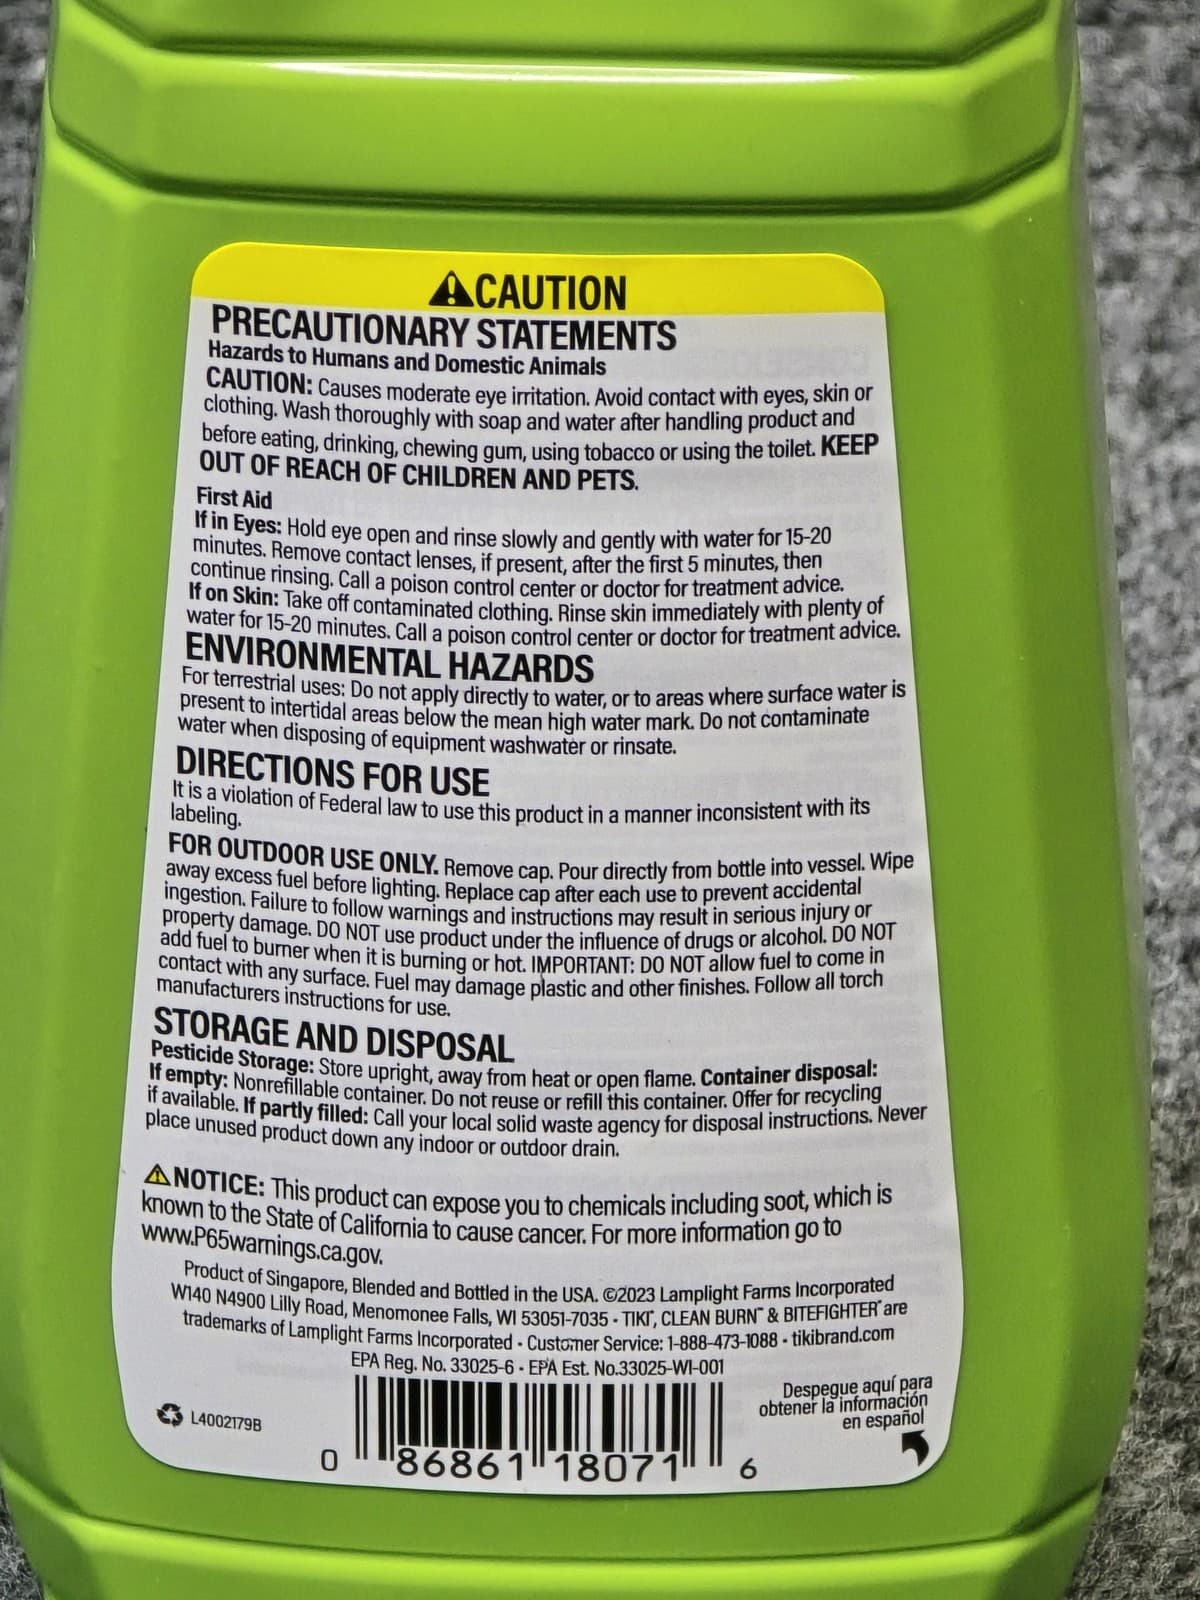 ⚠CAUTION
PRECAUTIONARY STATEMENTS
Hazards to Humans and Domestic Animals
CAUTION: Causes moderate eye irritation. Avoid contact with eyes, skin or
clothing. Wash thoroughly with soap and water after handling product and
before eating, drinking, chewing gum, using tobacco or using the toilet. KEEP
OUT OF REACH OF CHILDREN AND PETS.
First Aid
If in Eyes: Hold eye open and rinse slowly and gently with water for 15-20
minutes. Remove contact lenses, if present, after the first 5 minutes, then
continue rinsing. Call a poison control center or doctor for treatment advice.
If on Skin: Take off contaminated clothing. Rinse skin immediately with plenty of
water for 15-20 minutes. Call a poison control center or doctor for treatment advice.
ENVIRONMENTAL HAZARDS
For terrestrial uses: Do not apply directly to water, or to areas where surface water is
present to intertidal areas below the mean high water mark. Do not contaminate
water when disposing of equipment washwater or rinsate.
DIRECTIONS FOR USE
It is a violation of Federal law to use this product in a manner inconsistent with its
labeling.
FOR OUTDOOR USE ONLY. Remove cap. Pour directly from bottle into vessel. Wipe
away excess fuel before lighting. Replace cap after each use to prevent accidental
ingestion. Failure to follow warnings and instructions may result in serious injury or
property damage. DO NOT use product under the influence of drugs or alcohol. DO NOT
add fuel to burner when it is burning or hot. IMPORTANT: DO NOT allow fuel to come in
contact with any surface. Fuel may damage plastic and other finishes. Follow all torch
manufacturers instructions for use.
STORAGE AND DISPOSAL
Pesticide Storage: Store upright, away from heat or open flame. Container disposal:
If empty: Nonrefillable container. Do not reuse or refill this container. Offer for recycling
if available. If partly filled: Call your local solid waste agency for disposal instructions. Never
place unused product down any indoor or outdoor drain.
⚠NOTICE: This product can expose you to chemicals including soot, which is
known to the State of California to cause cancer. For more information go to
www.P65warnings.ca.gov.
Product of Singapore, Blended and Bottled in the USA. ©2023 Lamplight Farms Incorporated
W140 N4900 Lilly Road, Menomonee Falls, WI 53051-7035 • TIKI®, CLEAN BURN™ & BITEFIGHTER® are
trademarks of Lamplight Farms Incorporated • Customer Service: 1-888-473-1088 • tikibrand.com
EPA Reg. No. 33025-6 • EPA Est. No.33025-WI-001
L4002179B
0 86861 18071 6
Despegue aquí para
obtener la información
en español